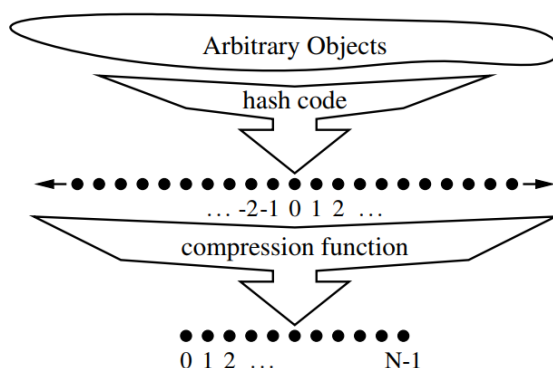 Arbitrary Objects
hash code
... -2-1 0 1 2 ...
compression function
0 1 2 ... N-1